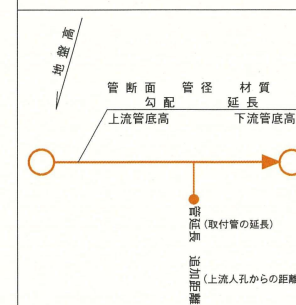 地盤高
管断面 管径 材質
勾配 延長
上流管底高 下流管底高
管延長 (取付管の延長)
追加距離 (上流人孔からの距離